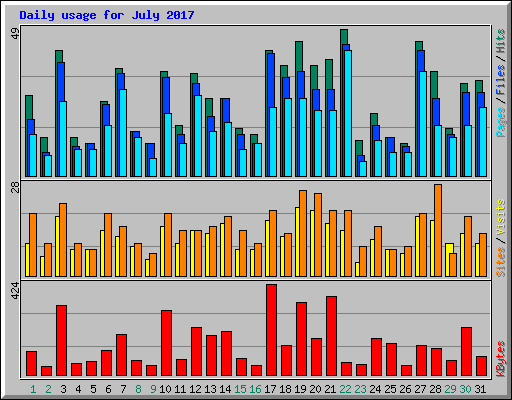 Daily usage for July 2017
49
Pages / Files / Hits
28
Sites / Visits
424
KBytes
1 2 3 4 5 6 7 8 9 10 11 12 13 14 15 16 17 18 19 20 21 22 23 24 25 26 27 28 29 30 31